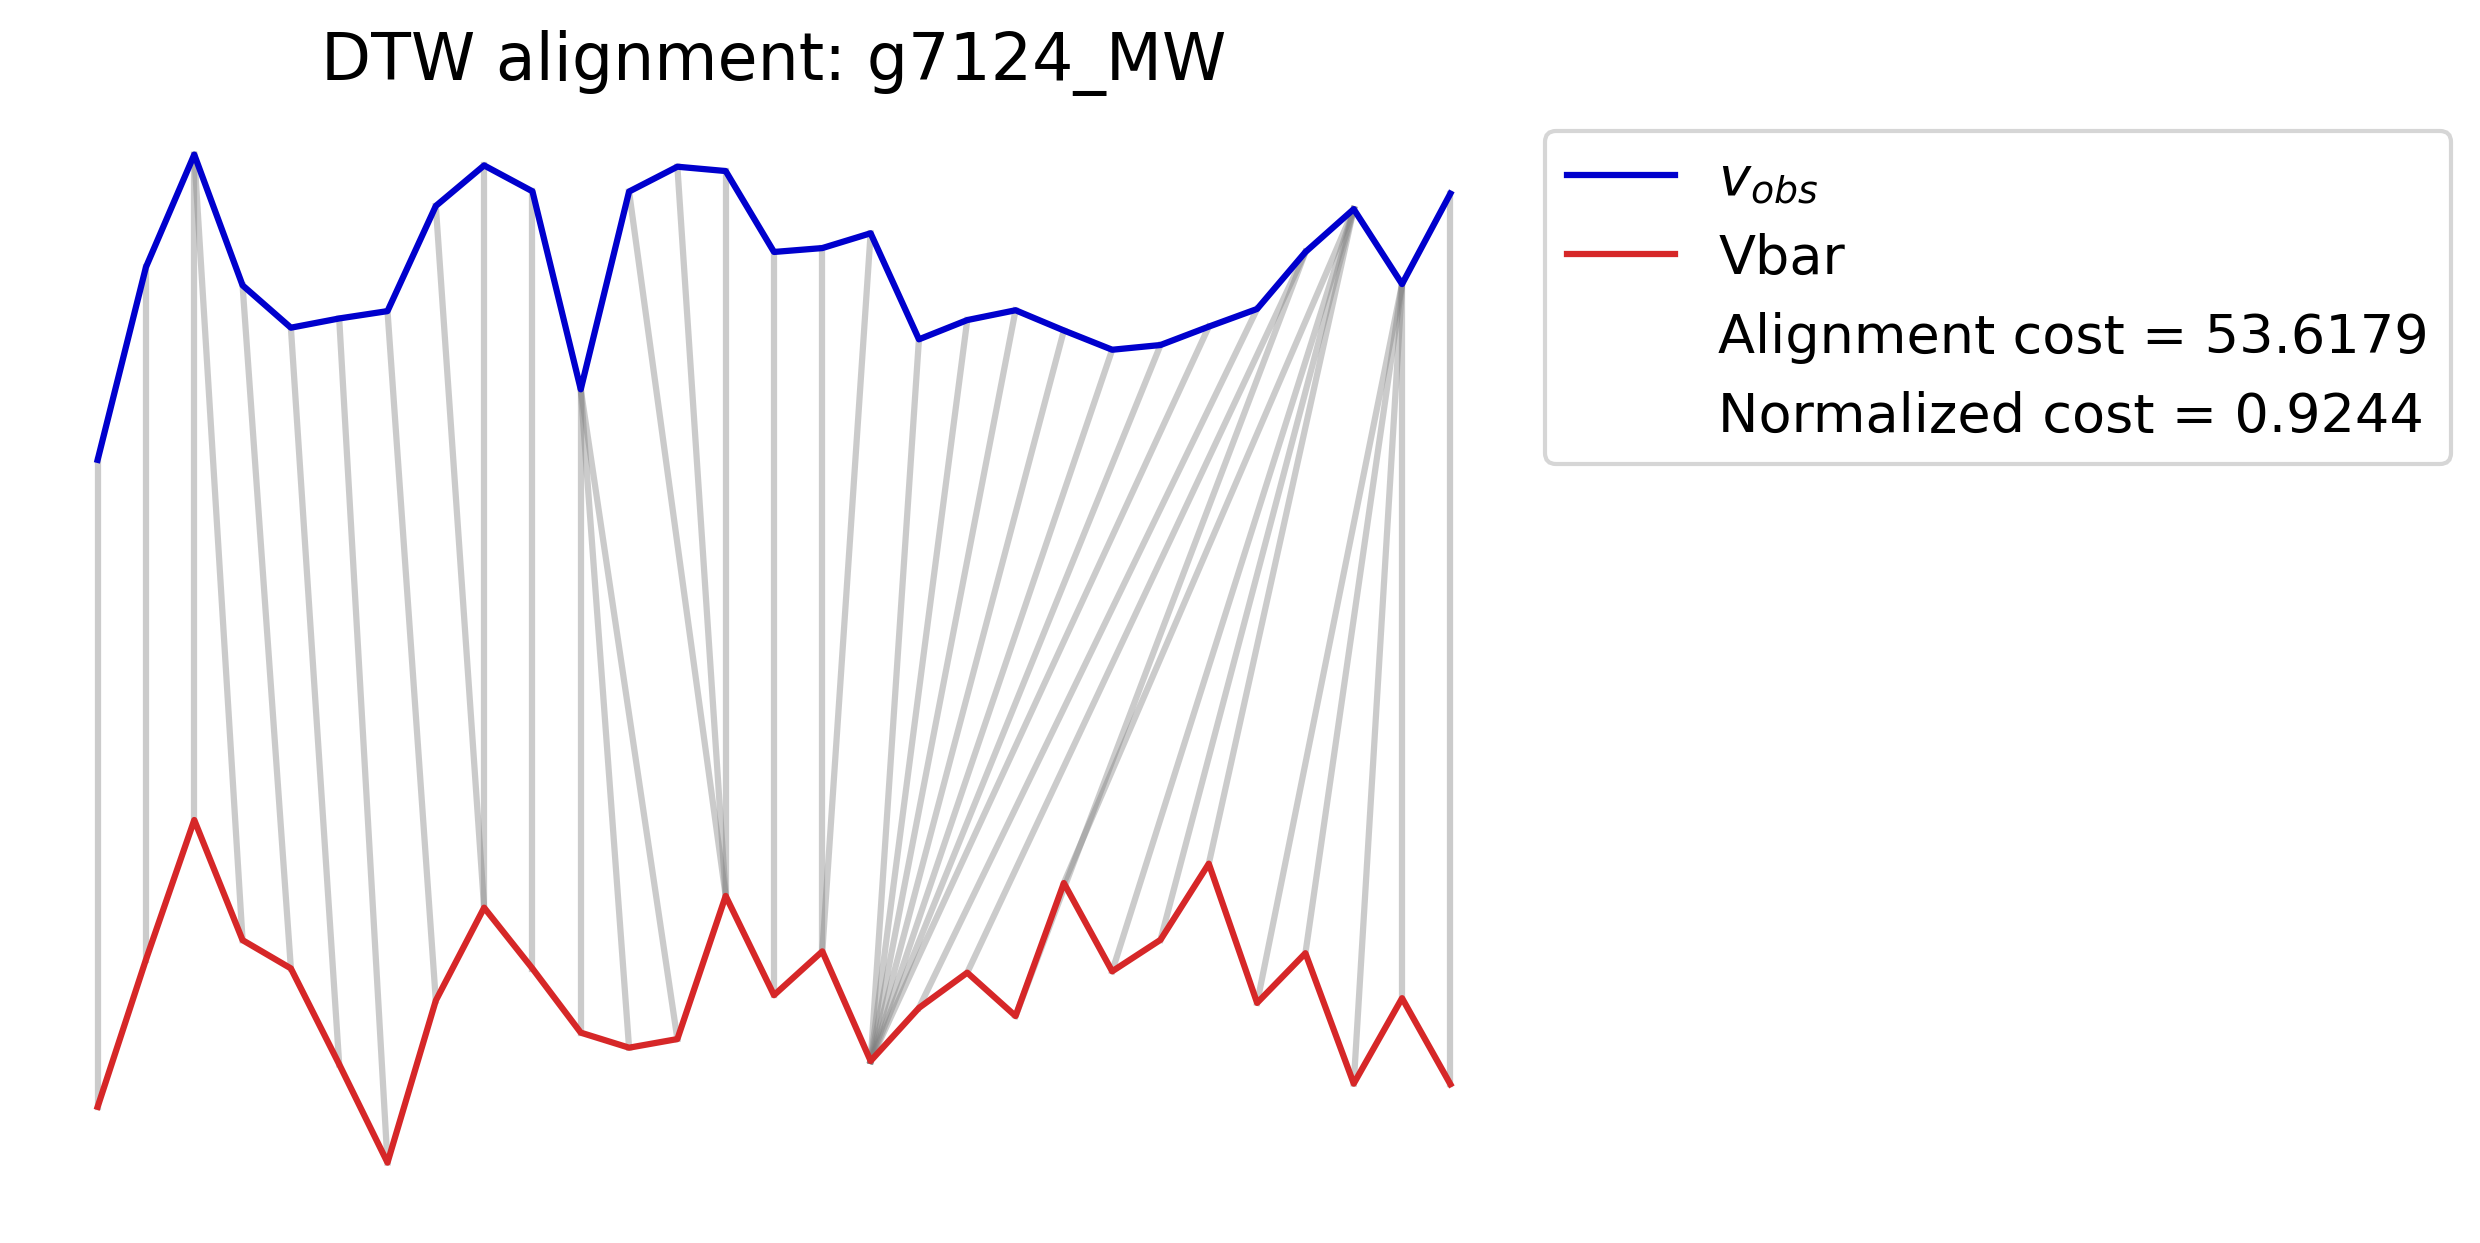 DTW alignment: g7124_MW
v_obs
Vbar
Alignment cost = 53.6179
Normalized cost = 0.9244